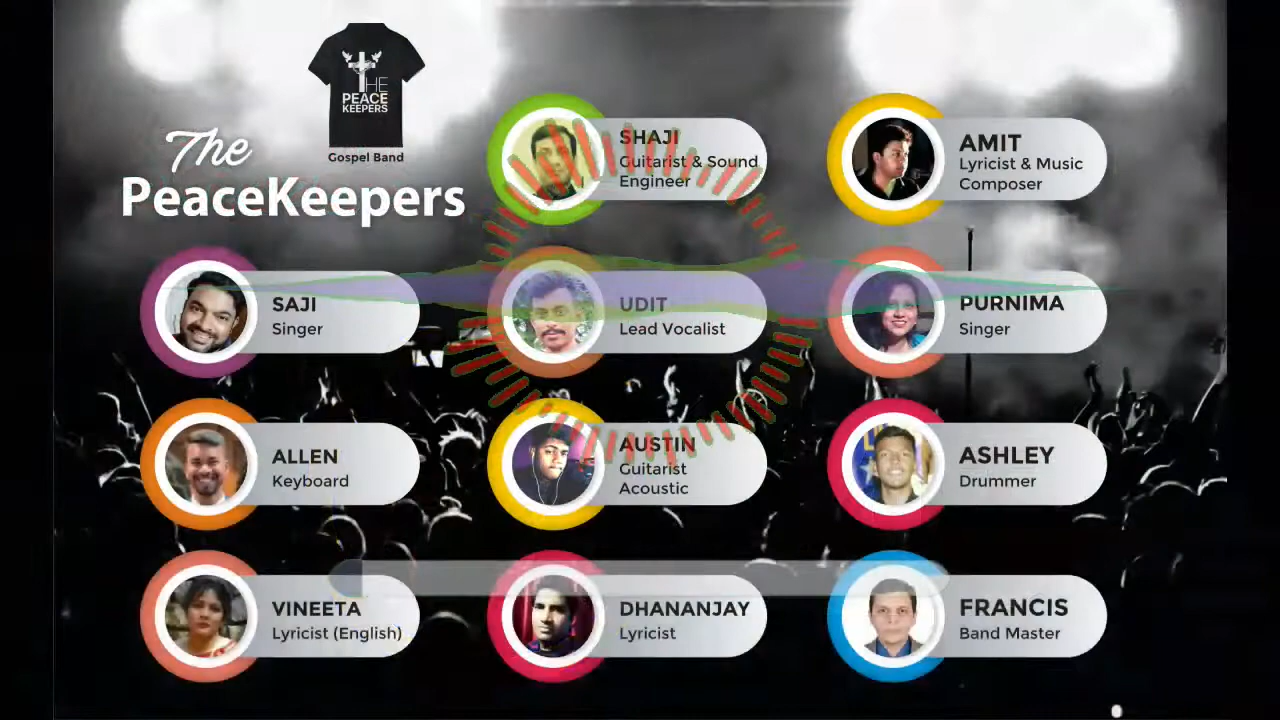 THE
PEACE
KEEPERS
Gospel Band
The
PeaceKeepers
SHAJI
Guitarist & Sound
Engineer
AMIT
Lyricist & Music
Composer
SAJI
Singer
UDIT
Lead Vocalist
PURNIMA
Singer
ALLEN
Keyboard
AUSTIN
Guitarist
Acoustic
ASHLEY
Drummer
VINEETA
Lyricist (English)
DHANANJAY
Lyricist
FRANCIS
Band Master